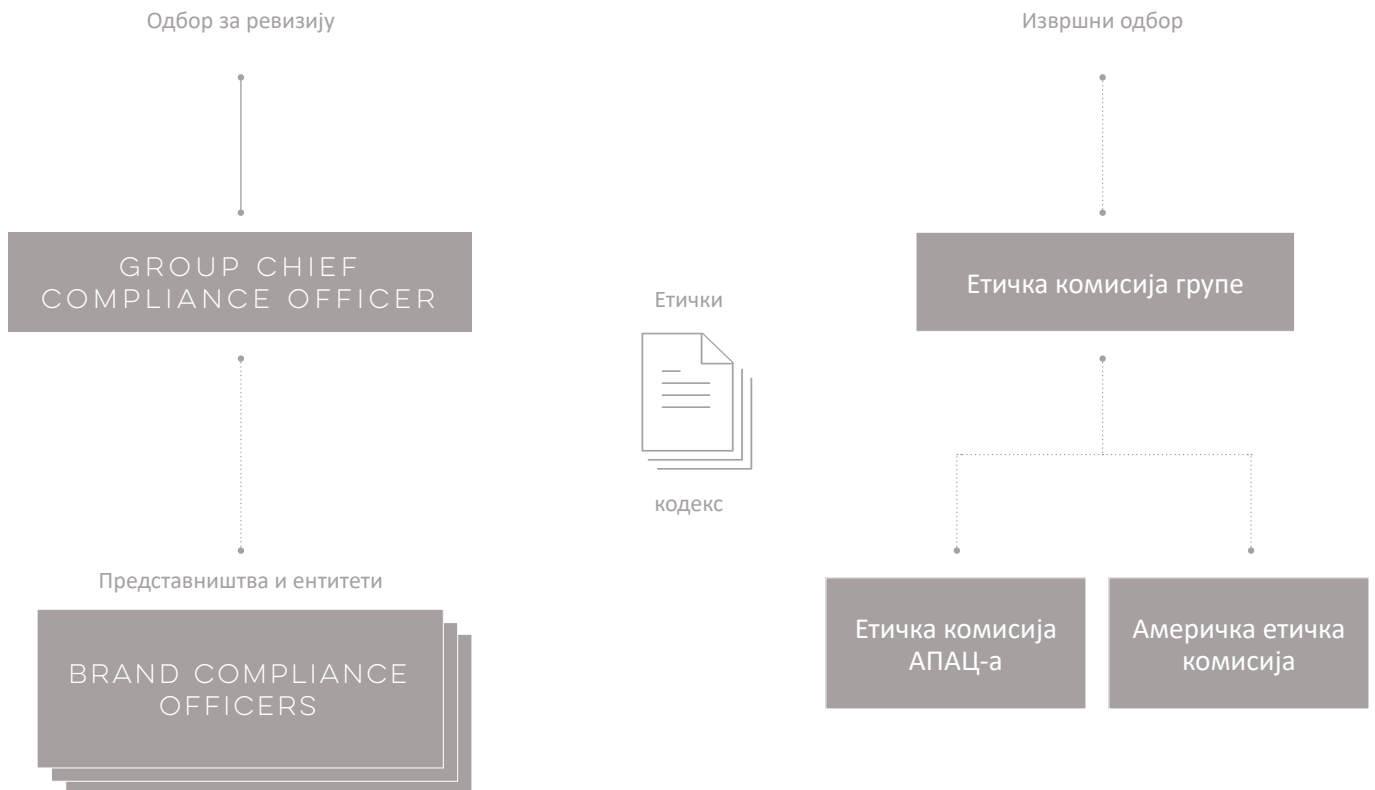 Одбор за ревизију
Извршни одбор
GROUP CHIEF
COMPLIANCE OFFICER
Етичка комисија групе
Етички
кодекс
Представништва и ентитети
BRAND COMPLIANCE
OFFICERS
Етичка комисија
АПАЦ-а
Америчка етичка
комисија